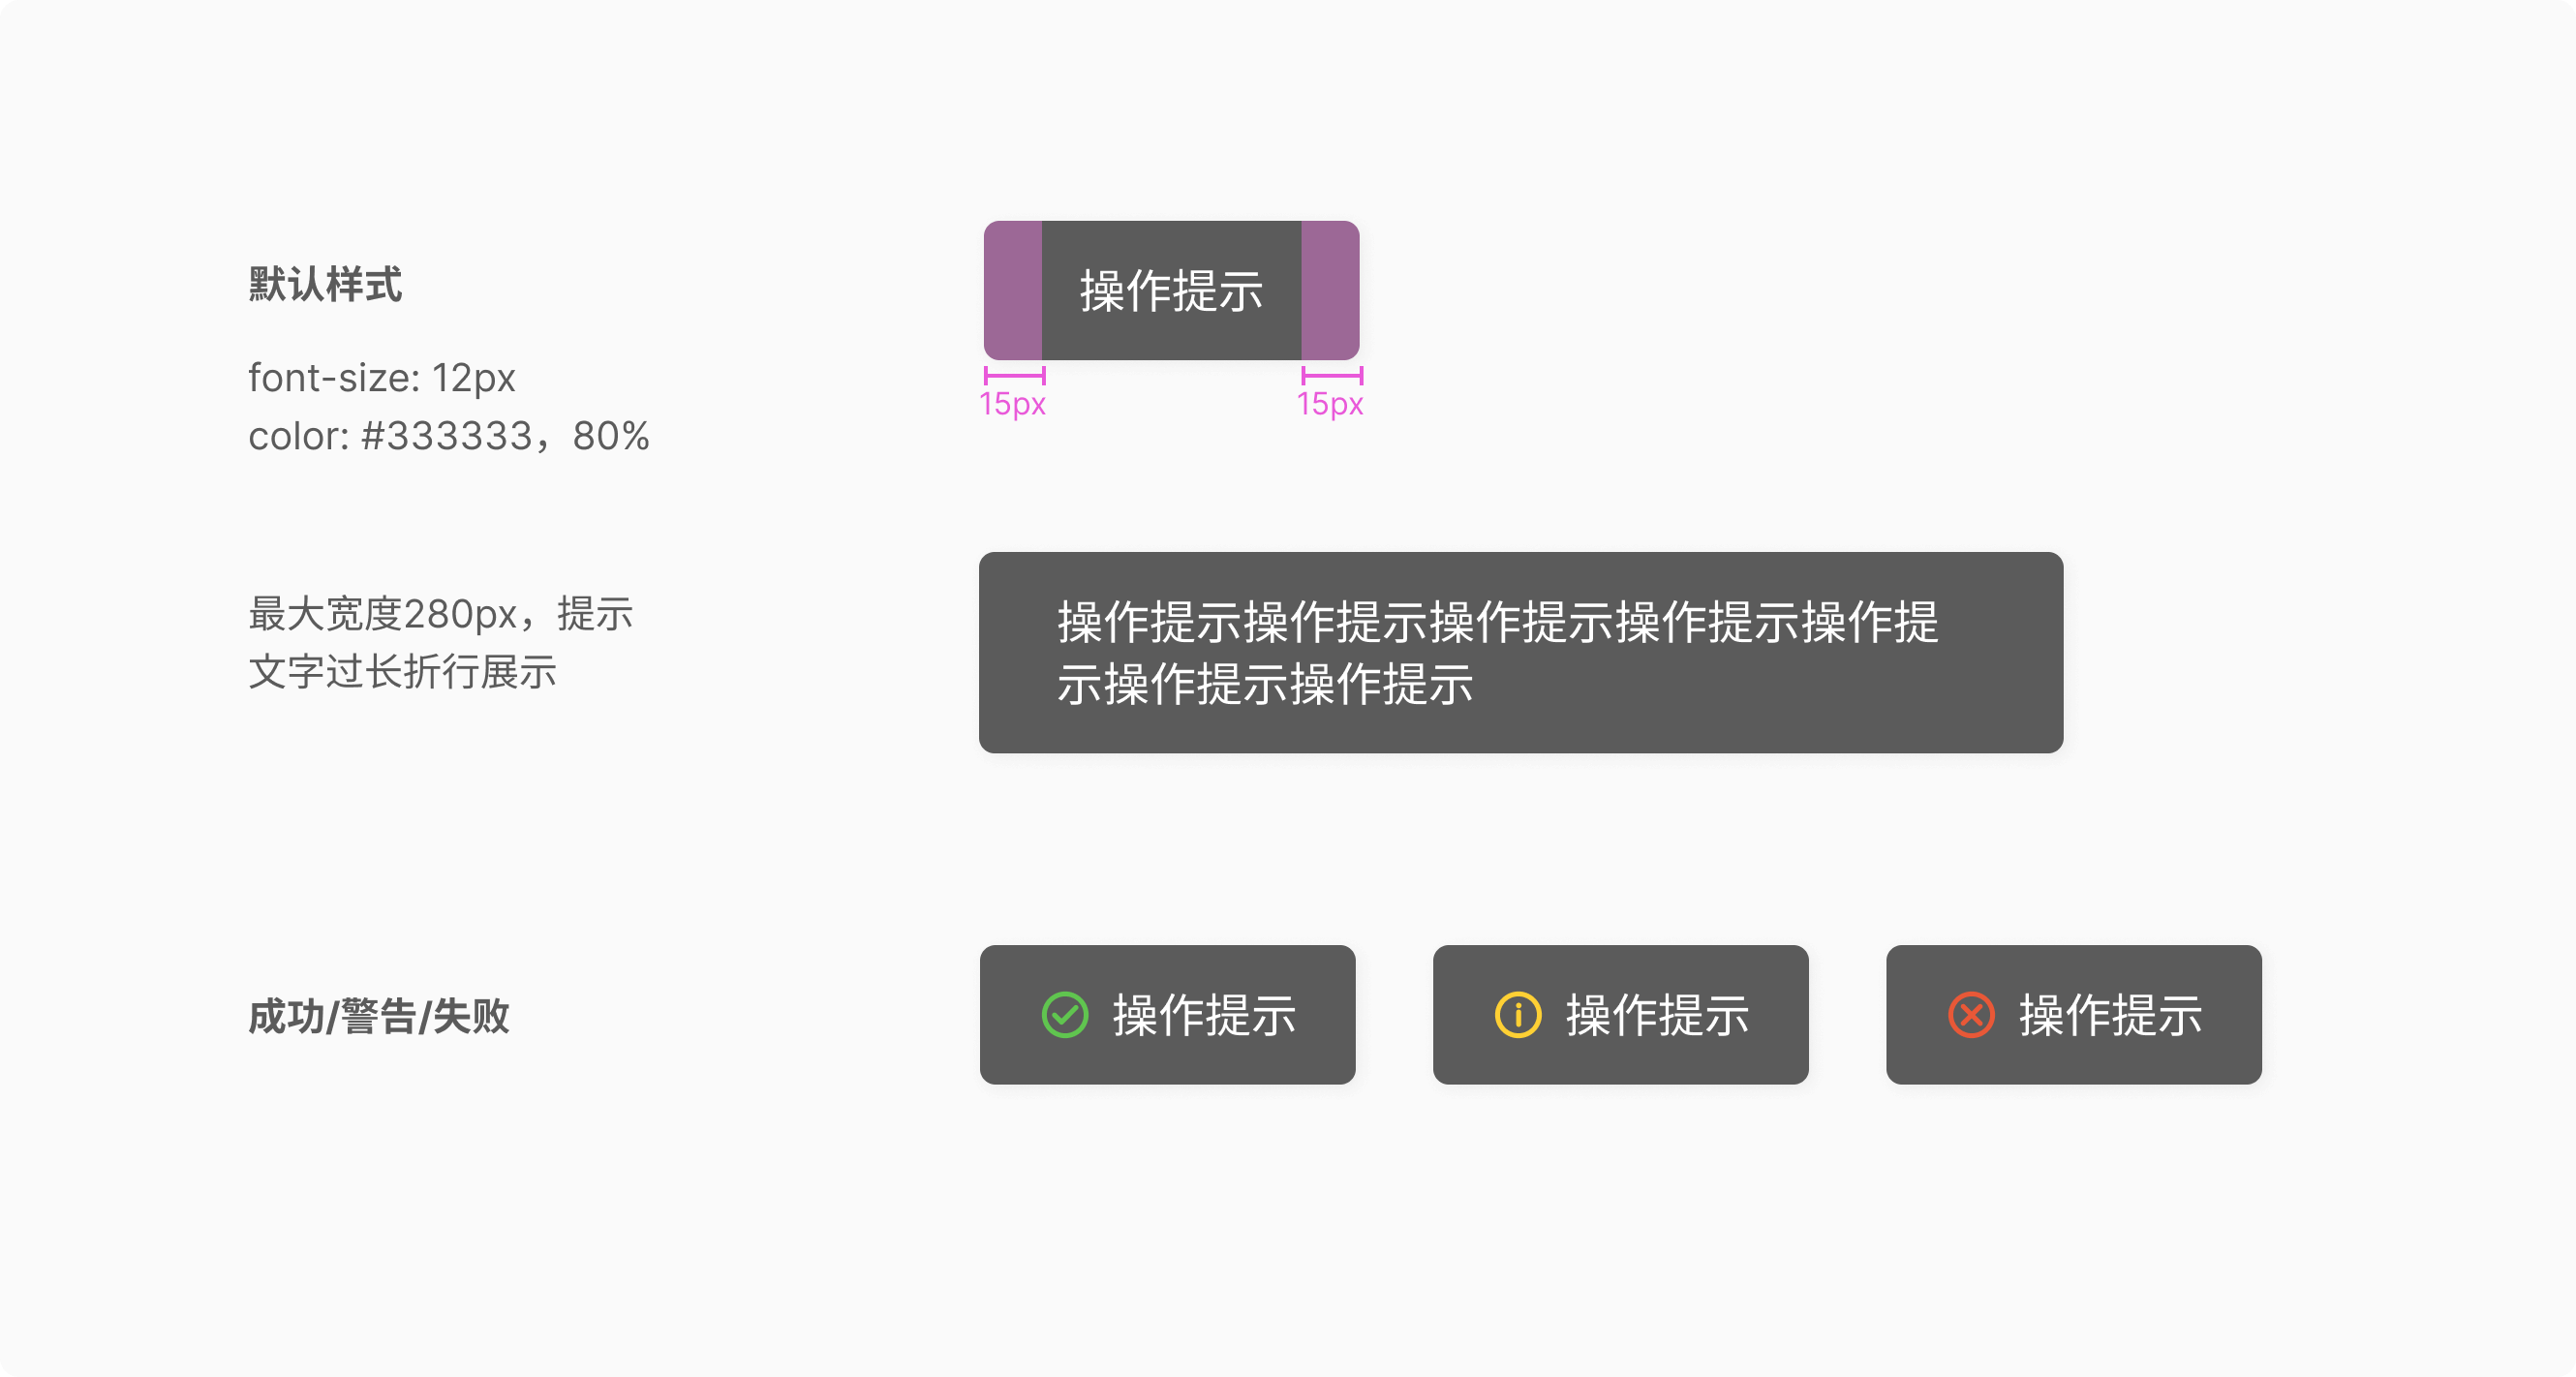 默认样式
font-size: 12px
color: #333333，80%
操作提示
15px
15px
最大宽度280px，提示
文字过长折行展示
操作提示操作提示操作提示操作提示操作提
示操作提示操作提示
成功/警告/失败
操作提示
操作提示
操作提示